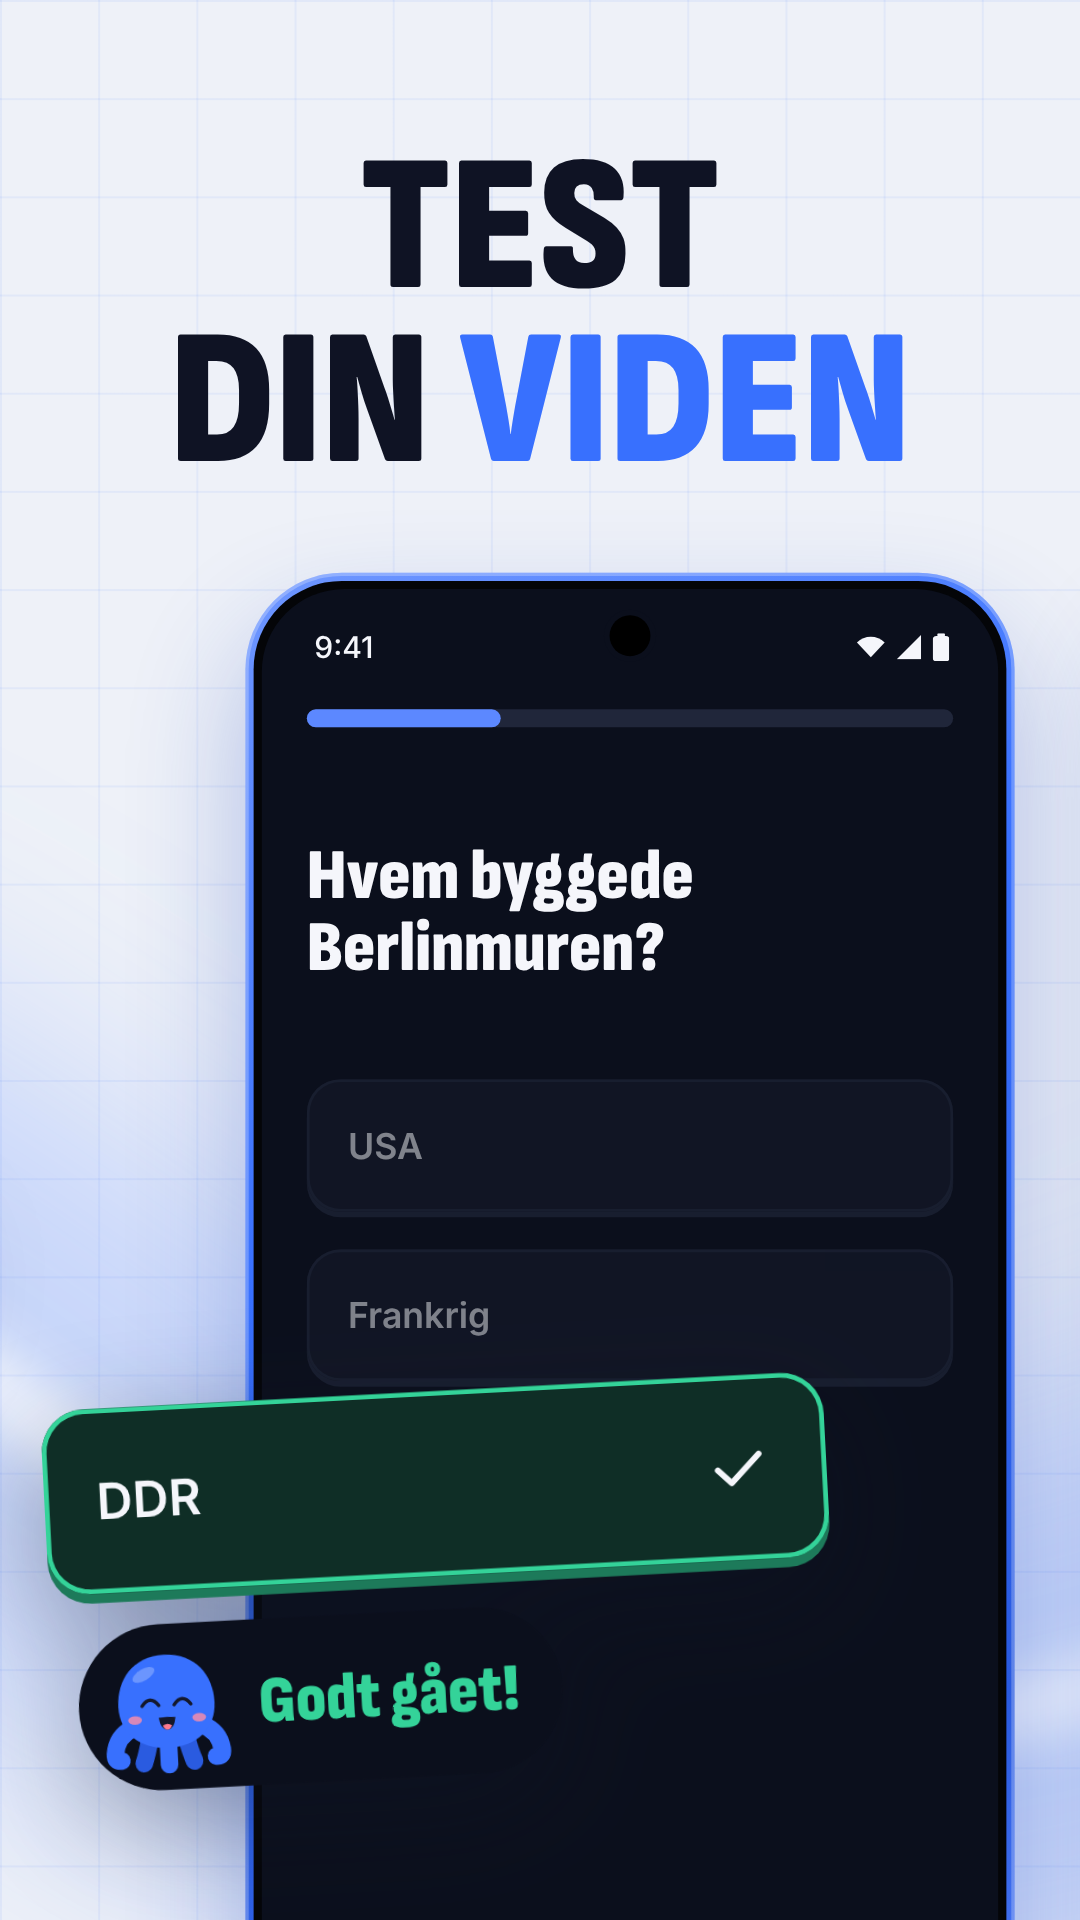 TEST
DIN VIDEN
9:41
Hvem byggede
Berlinmuren?
USA
Frankrig
DDR
Godt gået!